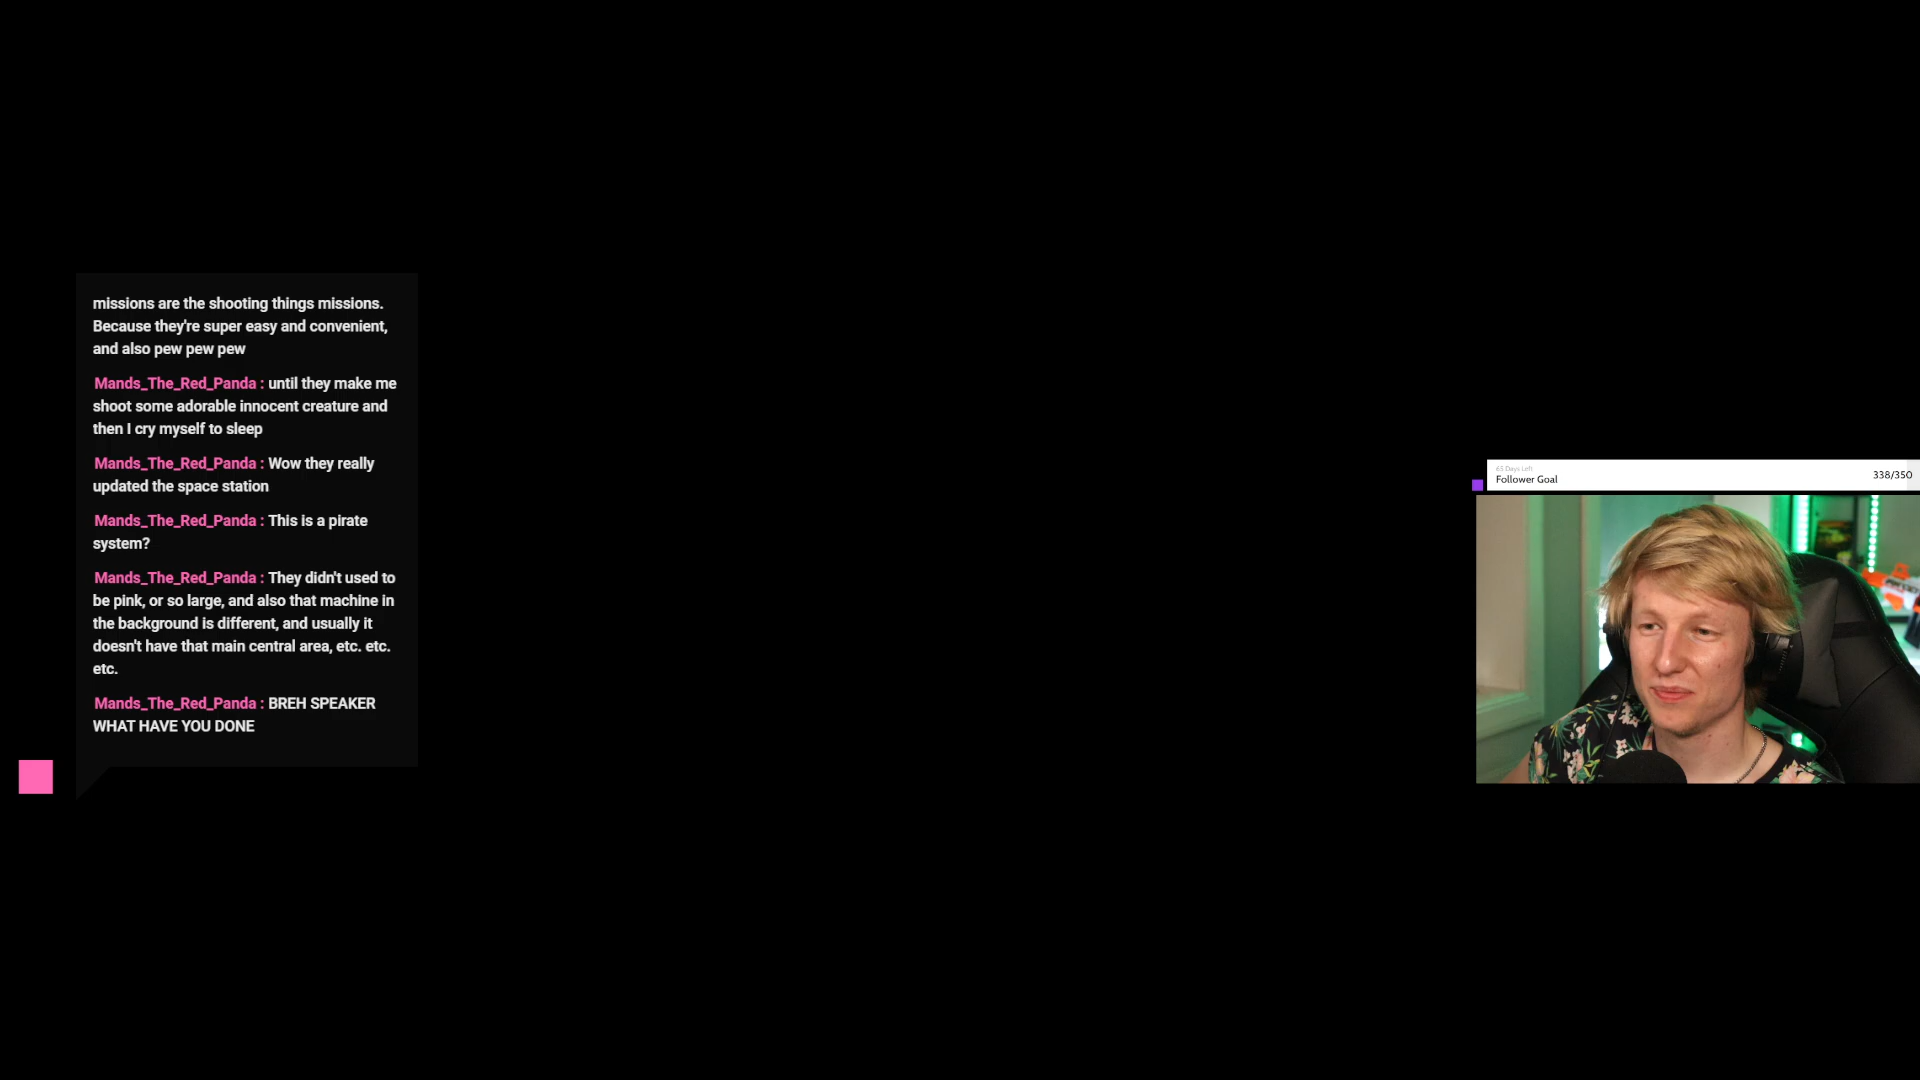 missions are the shooting things missions.
Because they're super easy and convenient,
and also pew pew pew
Mands_The_Red_Panda : until they make me
shoot some adorable innocent creature and
then I cry myself to sleep
Mands_The_Red_Panda : Wow they really
updated the space station
Mands_The_Red_Panda : This is a pirate
system?
Mands_The_Red_Panda : They didn't used to
be pink, or so large, and also that machine in
the background is different, and usually it
doesn't have that main central area, etc. etc.
etc.
Mands_The_Red_Panda : BREH SPEAKER
WHAT HAVE YOU DONE
65 Days Left
Follower Goal
338/350